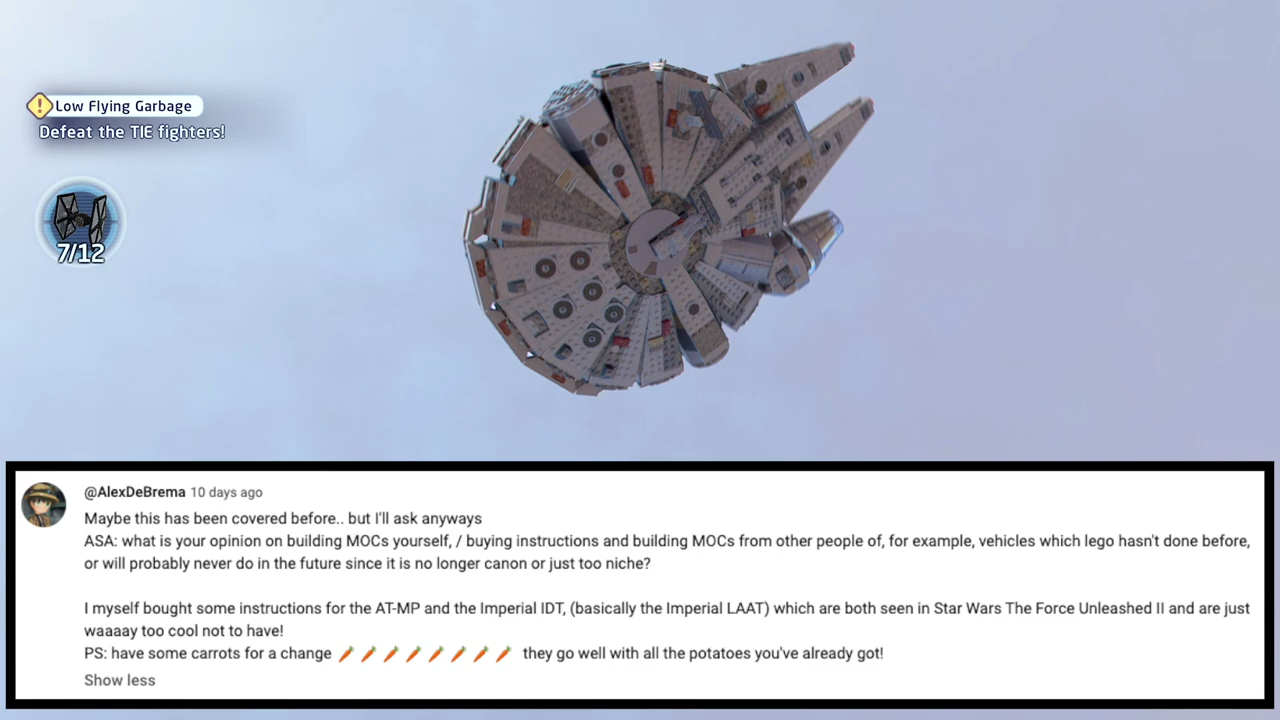 Low Flying Garbage
Defeat the TIE fighters!
7/12
@AlexDeBrema 10 days ago
Maybe this has been covered before.. but I'll ask anyways
ASA: what is your opinion on building MOCs yourself, / buying instructions and building MOCs from other people of, for example, vehicles which lego hasn't done before,
or will probably never do in the future since it is no longer canon or just too niche?
I myself bought some instructions for the AT-MP and the Imperial IDT, (basically the Imperial LAAT) which are both seen in Star Wars The Force Unleashed II and are just
waaaay too cool not to have!
PS: have some carrots for a change 🥕🥕🥕🥕🥕🥕🥕🥕 they go well with all the potatoes you've already got!
Show less